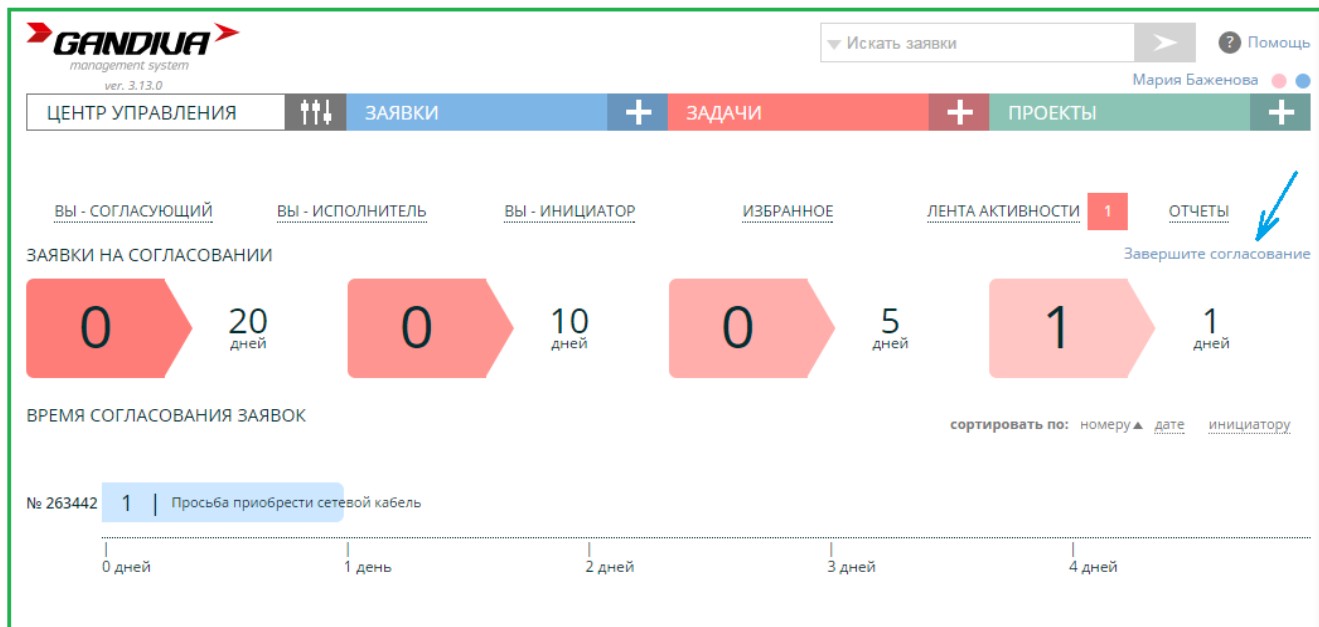 GANDIVA
management system
ver. 3.13.0
Искать заявки
? Помощь
Мария Баженова
ЦЕНТР УПРАВЛЕНИЯ ЗАЯВКИ + ЗАДАЧИ + ПРОЕКТЫ +
ВЫ - СОГЛАСУЮЩИЙ ВЫ - ИСПОЛНИТЕЛЬ ВЫ - ИНИЦИАТОР ИЗБРАННОЕ ЛЕНТА АКТИВНОСТИ 1 ОТЧЕТЫ
ЗАЯВКИ НА СОГЛАСОВАНИИ Завершите согласование
0 20 0 10 0 5 1 1
дней дней дней дней
ВРЕМЯ СОГЛАСОВАНИЯ ЗАЯВОК
сортировать по: номеру▲ дате инициатору
№ 263442 1 | Просьба приобрести сетевой кабель
0 дней 1 день 2 дней 3 дней 4 дней